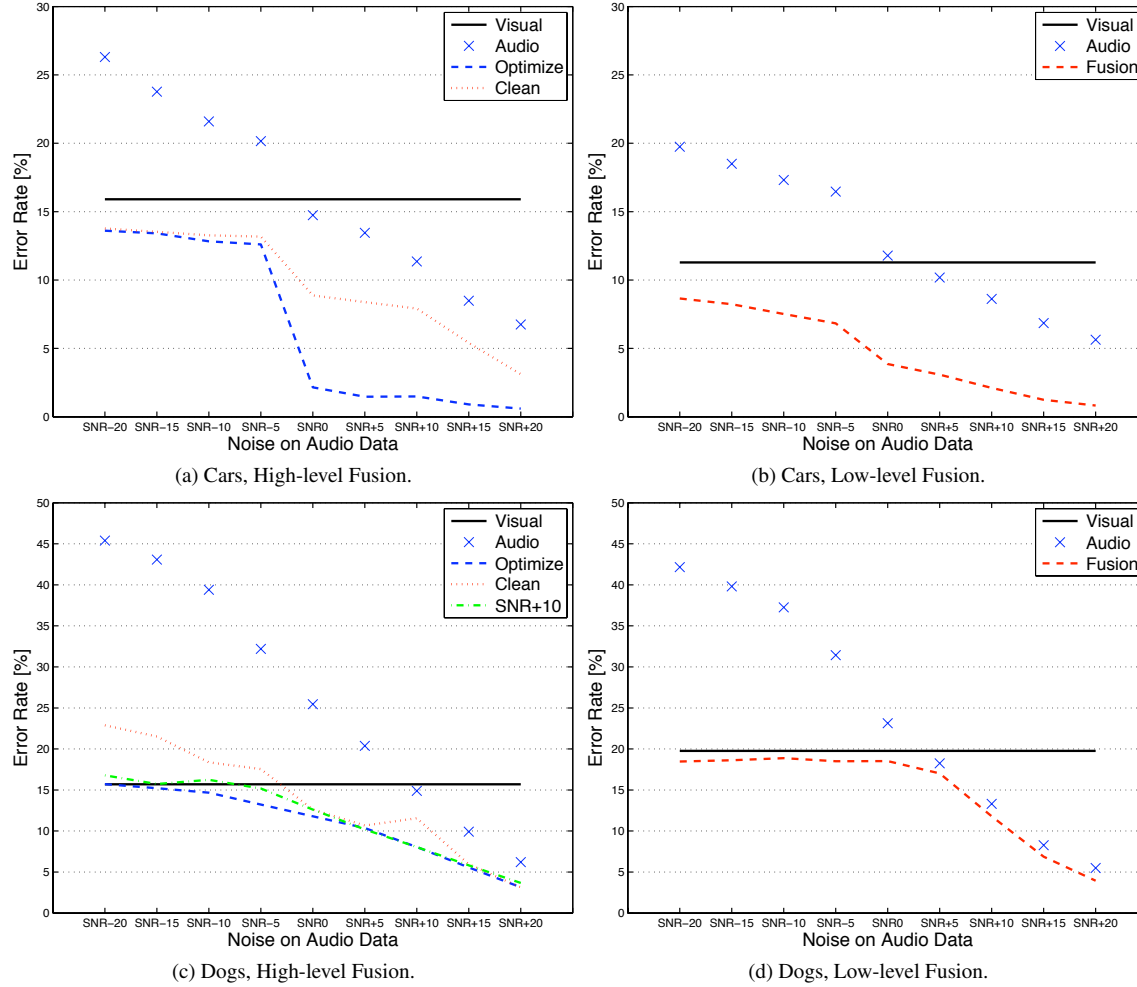 30
25
20
15
10
5
0
Error Rate [%]
Visual
Audio
Optimize
Clean
SNR−20 SNR−15 SNR−10 SNR−5 SNR0 SNR+5 SNR+10 SNR+15 SNR+20
Noise on Audio Data
(a) Cars, High-level Fusion.
30
25
20
15
10
5
0
Error Rate [%]
Visual
Audio
Fusion
SNR−20 SNR−15 SNR−10 SNR−5 SNR0 SNR+5 SNR+10 SNR+15 SNR+20
Noise on Audio Data
(b) Cars, Low-level Fusion.
50
45
40
35
30
25
20
15
10
5
0
Error Rate [%]
Visual
Audio
Optimize
Clean
SNR+10
SNR−20 SNR−15 SNR−10 SNR−5 SNR0 SNR+5 SNR+10 SNR+15 SNR+20
Noise on Audio Data
(c) Dogs, High-level Fusion.
50
45
40
35
30
25
20
15
10
5
0
Error Rate [%]
Visual
Audio
Fusion
SNR−20 SNR−15 SNR−10 SNR−5 SNR0 SNR+5 SNR+10 SNR+15 SNR+20
Noise on Audio Data
(d) Dogs, Low-level Fusion.